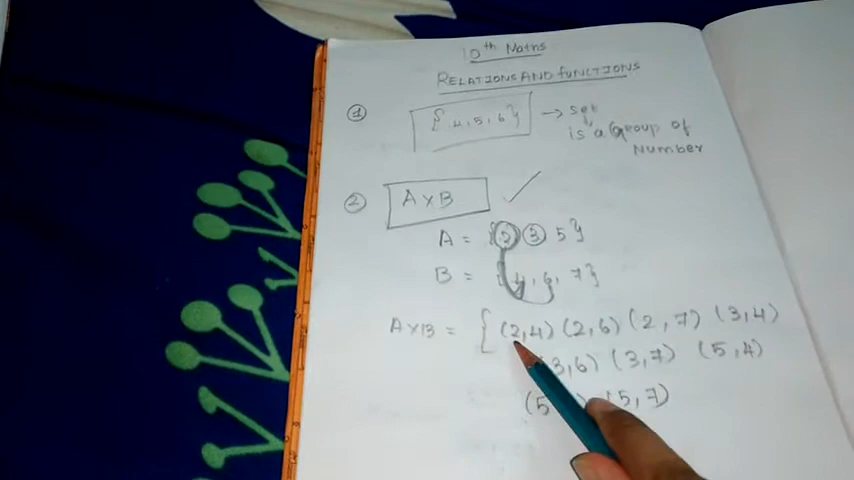 10th Maths
RELATIONS AND FUNCTIONS
① {4,5,6} → set
is a Group of
Number
② A×B ✓
A = {2 3 5}
B = {4, 6, 7}
A×B = {(2,4) (2,6) (2,7) (3,4)
3,6) (3,7) (5,4)
(5 (5,7)